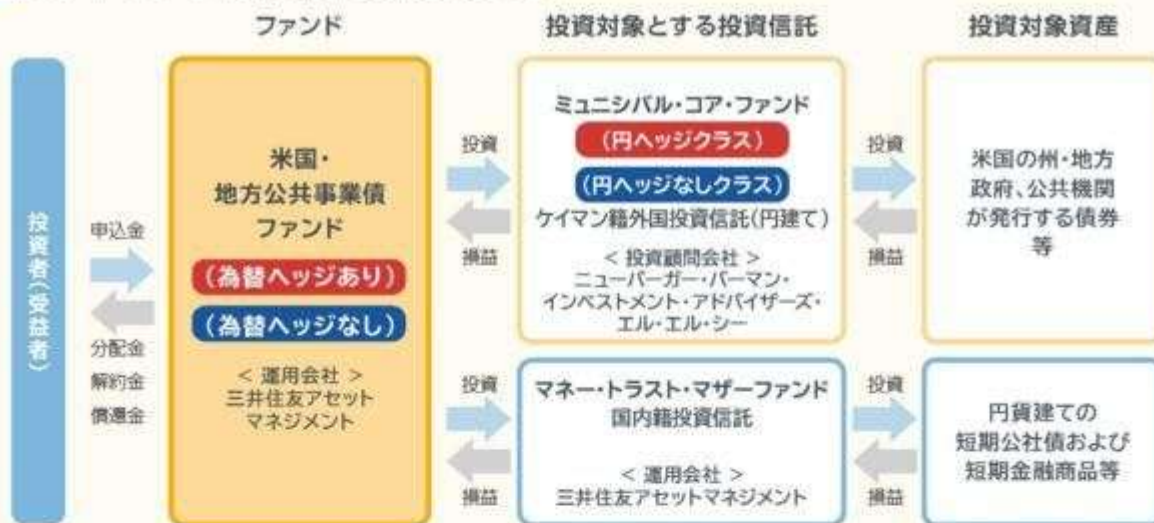 ファンド
投資対象とする投資信託
投資対象資産
投資者(受益者)
申込金
分配金
解約金
償還金
米国・
地方公共事業債
ファンド
(為替ヘッジあり)
(為替ヘッジなし)
< 運用会社 >
三井住友アセット
マネジメント
投資
損益
ミュニシパル・コア・ファンド
(円ヘッジクラス)
(円ヘッジなしクラス)
ケイマン籍外国投資信託(円建て)
< 投資顧問会社 >
ニューバーガー・バーマン・
インベストメント・アドバイザーズ・
エル・エル・シー
投資
損益
米国の州・地方
政府、公共機関
が発行する債券
等
投資
損益
マネー・トラスト・マザーファンド
国内籍投資信託
< 運用会社 >
三井住友アセットマネジメント
投資
損益
円貨建ての
短期公社債および
短期金融商品等